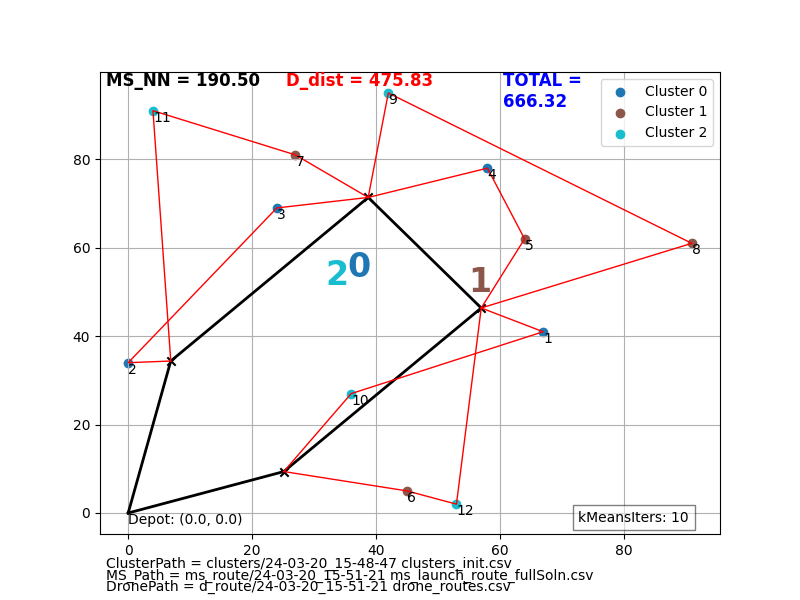 MS_NN = 190.50 D_dist = 475.83 TOTAL =
666.32
Cluster 0
Cluster 1
Cluster 2
9
11
7
4
3
5
8
2 0
1
1
2
10
6
12
Depot: (0.0, 0.0)
kMeansIters: 10
80
60
40
20
0
0 20 40 60 80
ClusterPath = clusters/24-03-20_15-48-47 clusters_init.csv
MS_Path = ms_route/24-03-20_15-51-21 ms_launch_route_fullSoln.csv
DronePath = d_route/24-03-20_15-51-21 drone_routes.csv